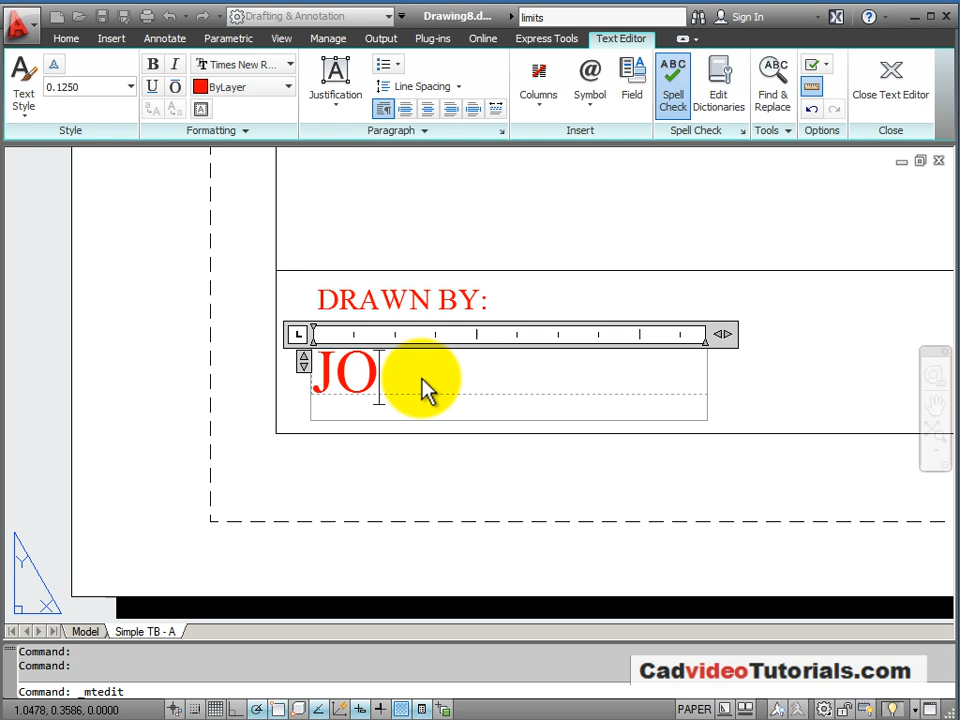 Drafting & Annotation
Drawing8.d...
limits
Sign In
Home
Insert
Annotate
Parametric
View
Manage
Output
Plug-ins
Online
Express Tools
Text Editor
Text
Style
0.1250
Style
B
I
Times New R...
U
O
ByLayer
Formatting
Justification
Line Spacing
Paragraph
Columns
Symbol
Field
Insert
ABC
Spell
Check
Edit
Dictionaries
Spell Check
ABC
Find &
Replace
Tools
Options
Close Text Editor
Close
DRAWN BY:
L
JO
Y
X
Model
Simple TB - A
Command:
Command:
Command: _mtedit
CadvideoTutorials.com
1.0478, 0.3586, 0.0000
PAPER